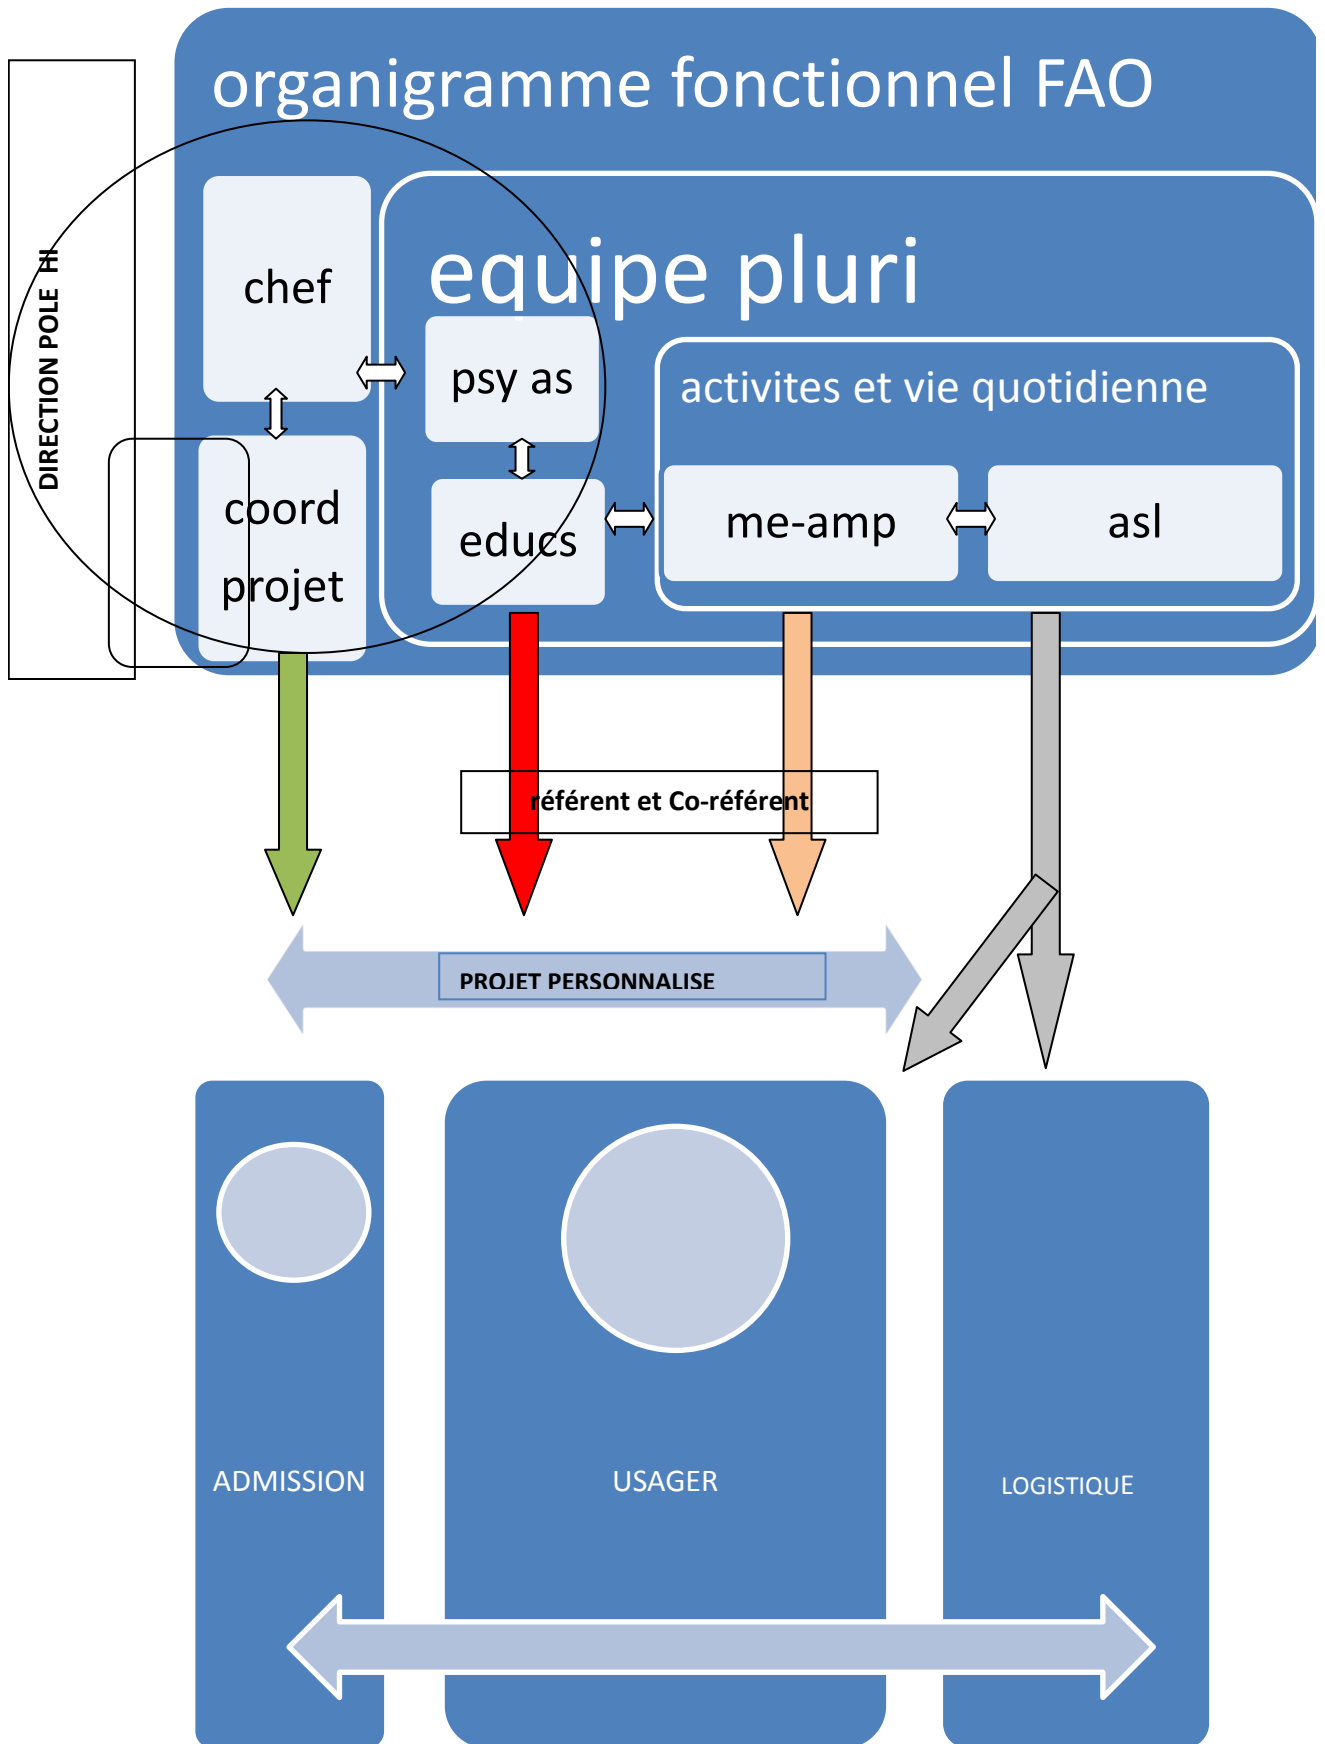 organigramme fonctionnel FAO
DIRECTION POLE HI
chef
equipe pluri
psy as
activites et vie quotidienne
coord
projet
educs
me-amp
asl
référent et Co-référent
PROJET PERSONNALISE
ADMISSION
USAGER
LOGISTIQUE